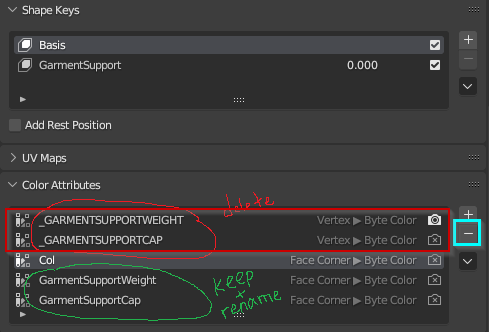 Shape Keys
Basis
GarmentSupport 0.000
Add Rest Position
UV Maps
Color Attributes
delete
_GARMENTSUPPORTWEIGHT Vertex ▶ Byte Color
_GARMENTSUPPORTCAP Vertex ▶ Byte Color
Col Face Corner ▶ Byte Color
GarmentSupportWeight Face Corner ▶ Byte Color
GarmentSupportCap Face Corner ▶ Byte Color
keep
+
rename